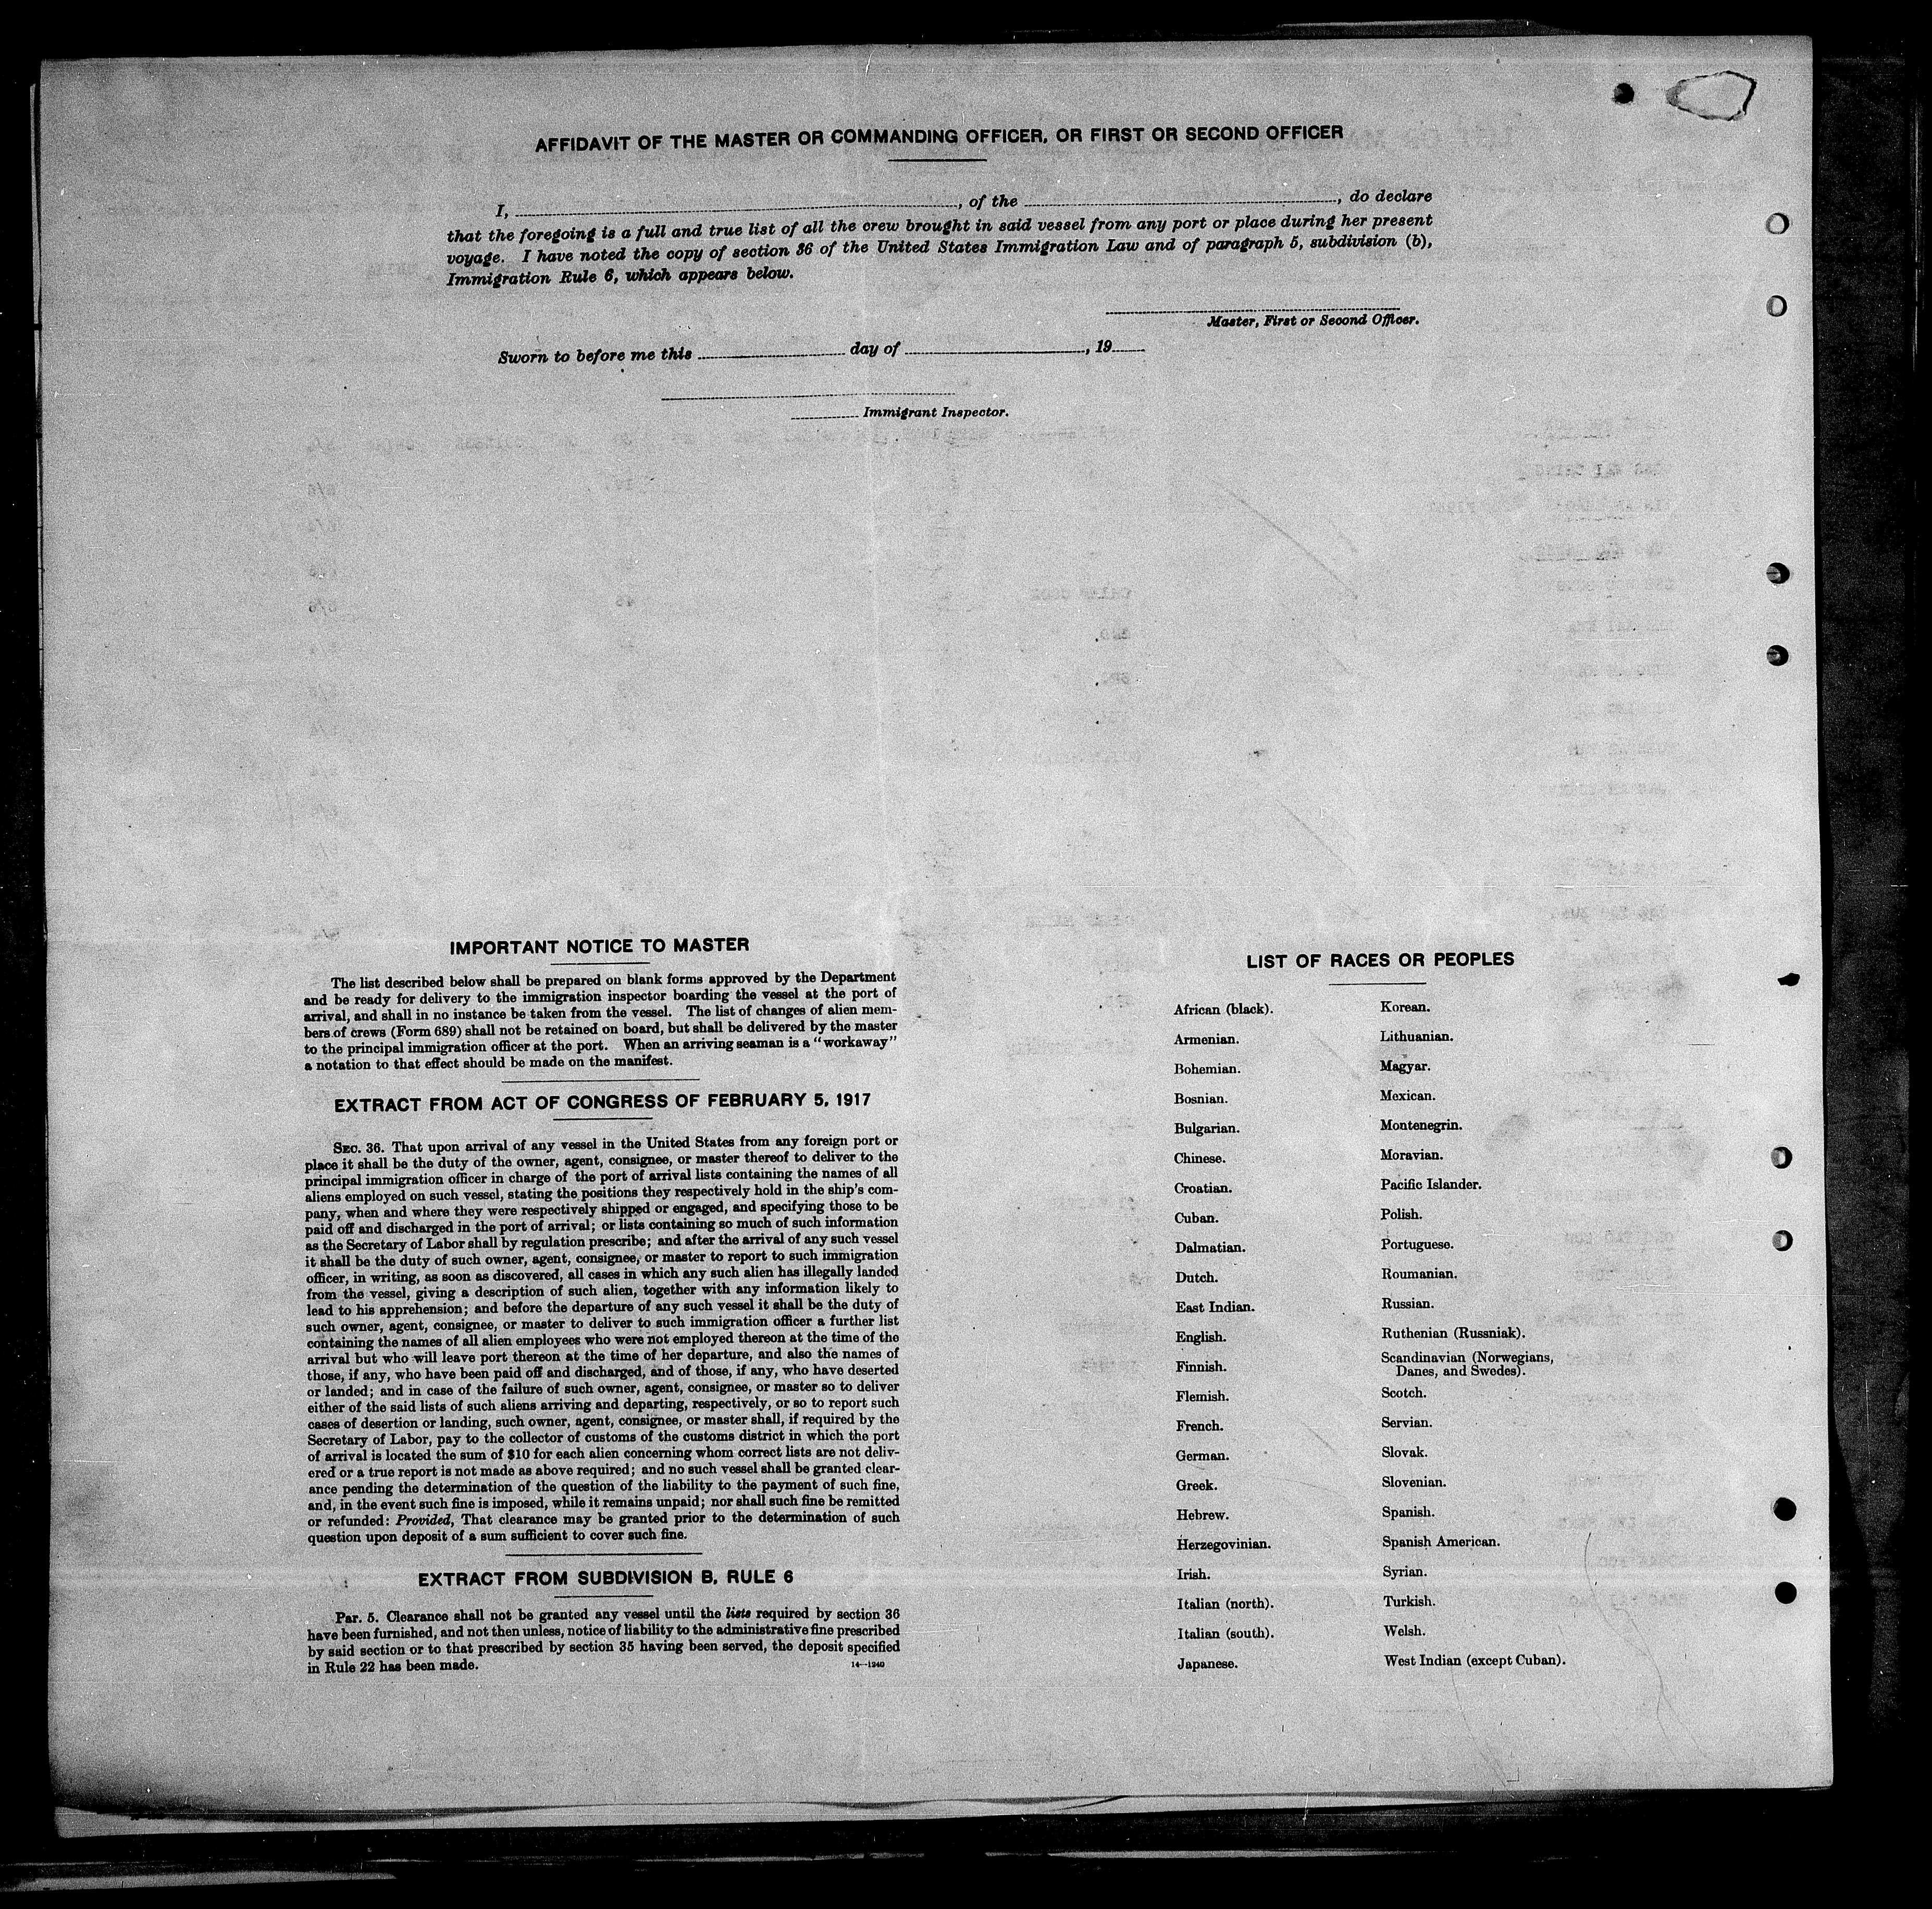 AFFIDAVIT OF THE MASTER OR COMMANDING OFFICER, OR FIRST OR SECOND OFFICER
I, , of the , do declare
that the foregoing is a full and true list of all the crew brought in said vessel from any port or place during her present
voyage. I have noted the copy of section 36 of the United States Immigration Law and of paragraph 5, subdivision (b),
Immigration Rule 6, which appears below.
Master, First or Second Officer.
Sworn to before me this day of , 19
Immigrant Inspector.
IMPORTANT NOTICE TO MASTER
The list described below shall be prepared on blank forms approved by the Department
and be ready for delivery to the immigration inspector boarding the vessel at the port of
arrival, and shall in no instance be taken from the vessel. The list of changes of alien mem-
bers of crews (Form 689) shall not be retained on board, but shall be delivered by the master
to the principal immigration officer at the port. When an arriving seaman is a "workaway"
a notation to that effect should be made on the manifest.
EXTRACT FROM ACT OF CONGRESS OF FEBRUARY 5, 1917
SEC. 36. That upon arrival of any vessel in the United States from any foreign port or
place it shall be the duty of the owner, agent, consignee, or master thereof to deliver to the
principal immigration officer in charge of the port of arrival lists containing the names of all
aliens employed on such vessel, stating the positions they respectively hold in the ship's com-
pany, when and where they were respectively shipped or engaged, and specifying those to be
paid off and discharged in the port of arrival; or lists containing so much of such information
as the Secretary of Labor shall by regulation prescribe; and after the arrival of any such vessel
it shall be the duty of such owner, agent, consignee, or master to report to such immigration
officer, in writing, as soon as discovered, all cases in which any such alien has illegally landed
from the vessel, giving a description of such alien, together with any information likely to
lead to his apprehension; and before the departure of any such vessel it shall be the duty of
such owner, agent, consignee, or master to deliver to such immigration officer a further list
containing the names of all alien employees who were not employed thereon at the time of the
arrival but who will leave port thereon at the time of her departure, and also the names of
those, if any, who have been paid off and discharged, and of those, if any, who have deserted
or landed; and in case of the failure of such owner, agent, consignee, or master so to deliver
either of the said lists of such aliens arriving and departing, respectively, or so to report such
cases of desertion or landing, such owner, agent, consignee, or master shall, if required by the
Secretary of Labor, pay to the collector of customs of the customs district in which the port
of arrival is located the sum of $10 for each alien concerning whom correct lists are not deliv-
ered or a true report is not made as above required; and no such vessel shall be granted clear-
ance pending the determination of the question of the liability to the payment of such fine,
and, in the event such fine is imposed, while it remains unpaid; nor shall such fine be remitted
or refunded: Provided, That clearance may be granted prior to the determination of such
question upon deposit of a sum sufficient to cover such fine.
EXTRACT FROM SUBDIVISION B, RULE 6
Par. 5. Clearance shall not be granted any vessel until the lists required by section 36
have been furnished, and not then unless, notice of liability to the administrative fine prescribed
by said section or to that prescribed by section 35 having been served, the deposit specified
in Rule 22 has been made.
14—1240
LIST OF RACES OR PEOPLES
African (black).
Armenian.
Bohemian.
Bosnian.
Bulgarian.
Chinese.
Croatian.
Cuban.
Dalmatian.
Dutch.
East Indian.
English.
Finnish.
Flemish.
French.
German.
Greek.
Hebrew.
Herzegovinian.
Irish.
Italian (north).
Italian (south).
Japanese.
Korean.
Lithuanian.
Magyar.
Mexican.
Montenegrin.
Moravian.
Pacific Islander.
Polish.
Portuguese.
Roumanian.
Russian.
Ruthenian (Russniak).
Scandinavian (Norwegians,
Danes, and Swedes).
Scotch.
Servian.
Slovak.
Slovenian.
Spanish.
Spanish American.
Syrian.
Turkish.
Welsh.
West Indian (except Cuban).